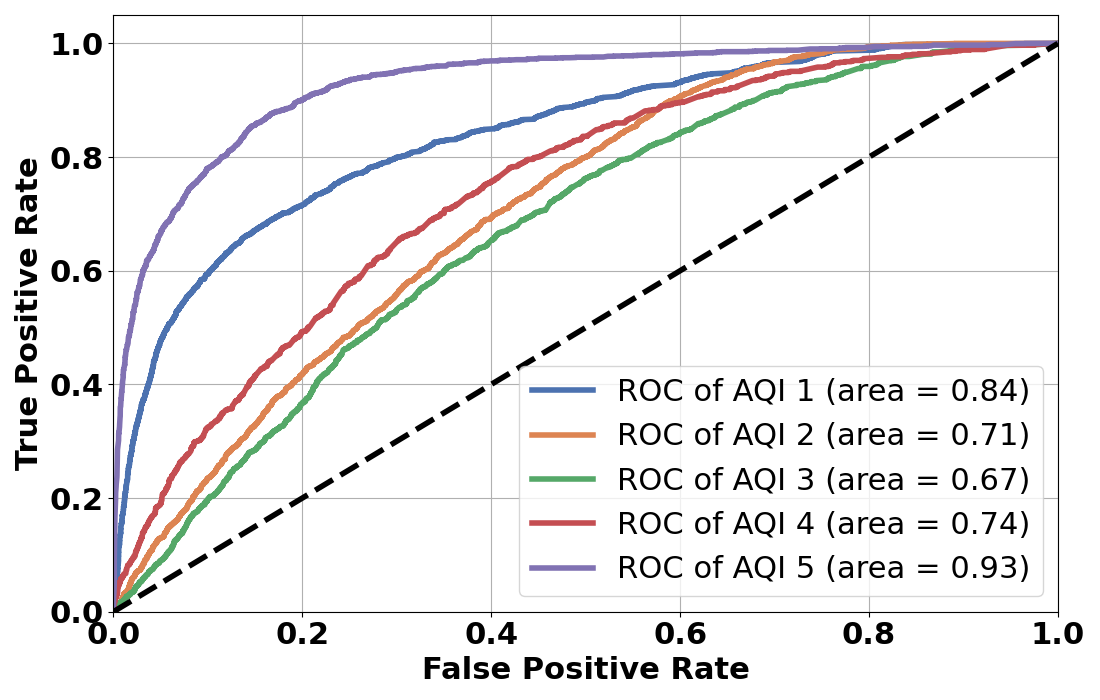 True Positive Rate
1.0
0.8
0.6
0.4
0.2
0.0
ROC of AQI 1 (area = 0.84)
ROC of AQI 2 (area = 0.71)
ROC of AQI 3 (area = 0.67)
ROC of AQI 4 (area = 0.74)
ROC of AQI 5 (area = 0.93)
0.0 0.2 0.4 0.6 0.8 1.0
False Positive Rate